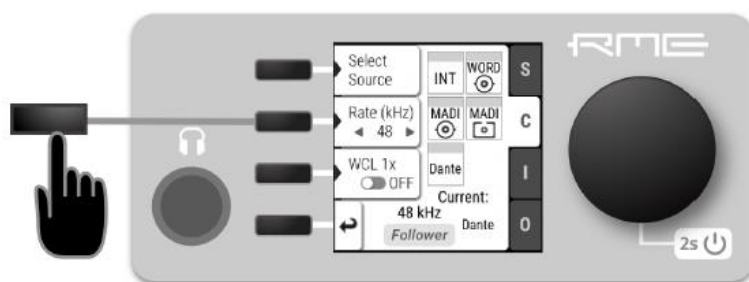 RME
Select
Source
INT
WORD
S
Rate (kHz)
48
MADI
MADI
C
WCL 1x
OFF
Dante
I
Current:
48 kHz
Dante
Follower
O
2s